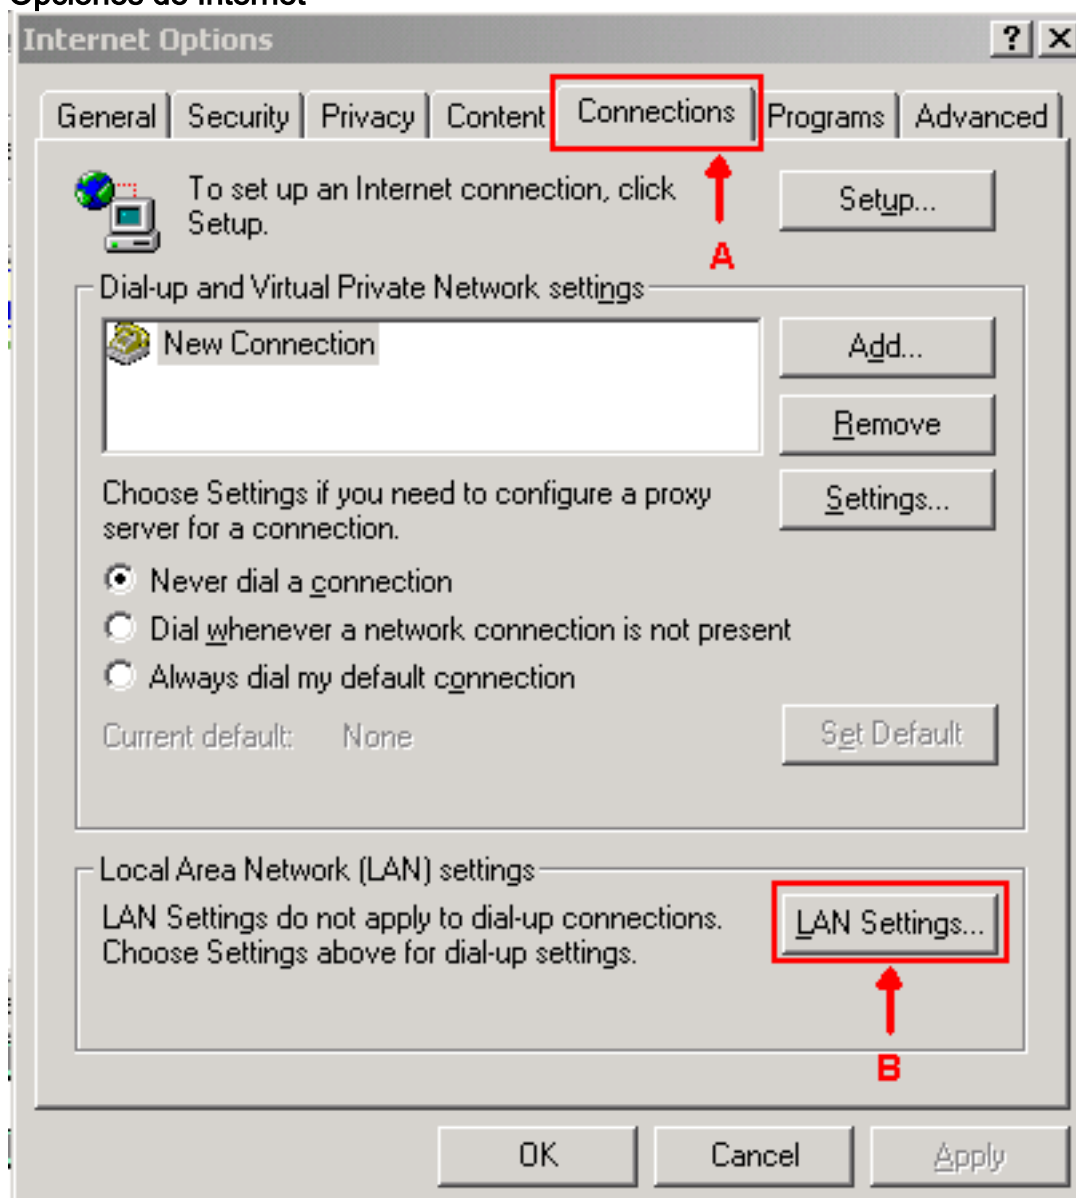 Opciones de Internet
Internet Options
General Security Privacy Content Connections Programs Advanced
To set up an Internet connection, click
Setup.
Setup...
A
Dial-up and Virtual Private Network settings
New Connection
Add...
Remove
Choose Settings if you need to configure a proxy
server for a connection.
Settings...
Never dial a connection
Dial whenever a network connection is not present
Always dial my default connection
Current default: None
Set Default
Local Area Network (LAN) settings
LAN Settings do not apply to dial-up connections.
Choose Settings above for dial-up settings.
LAN Settings...
B
OK Cancel Apply